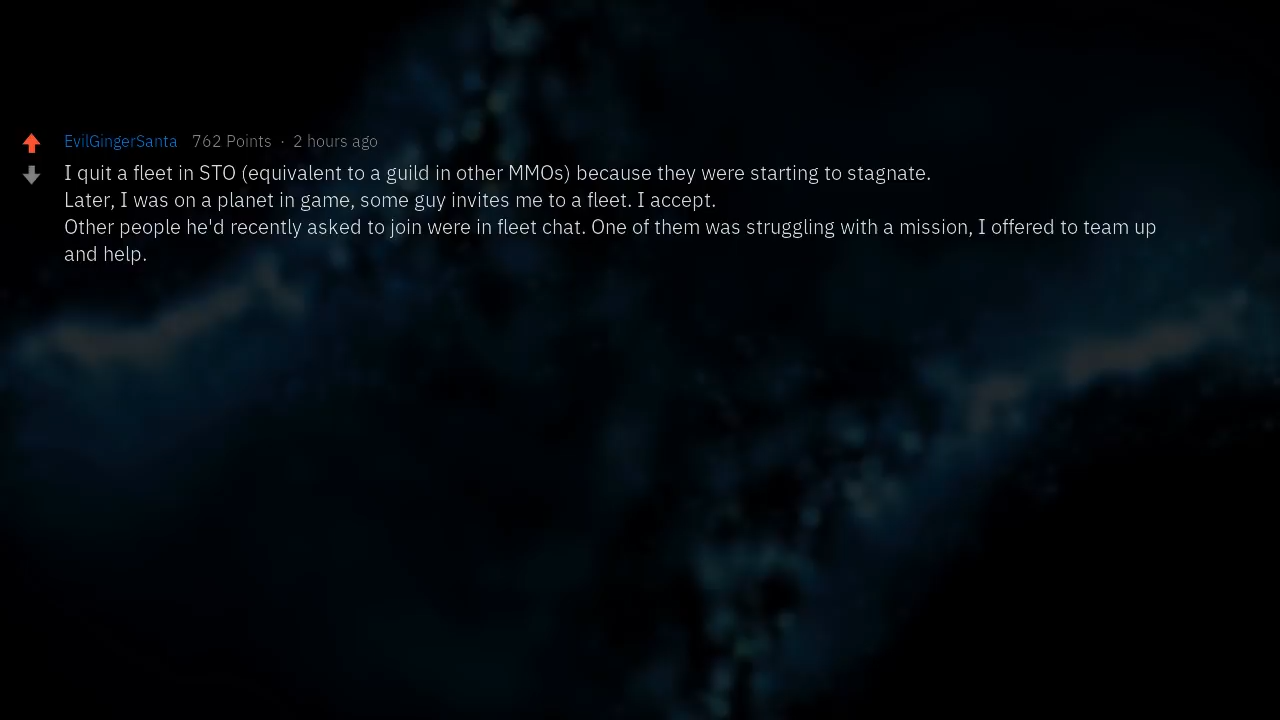 EvilGingerSanta 762 Points · 2 hours ago
I quit a fleet in STO (equivalent to a guild in other MMOs) because they were starting to stagnate.
Later, I was on a planet in game, some guy invites me to a fleet. I accept.
Other people he'd recently asked to join were in fleet chat. One of them was struggling with a mission, I offered to team up
and help.